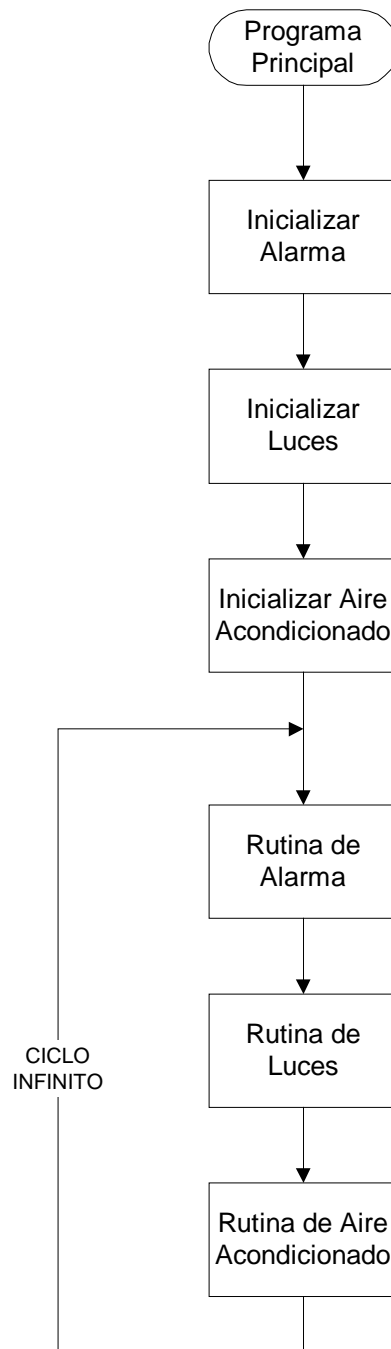 Programa
Principal
Inicializar
Alarma
Inicializar
Luces
Inicializar Aire
Acondicionado
Rutina de
Alarma
Rutina de
Luces
CICLO
INFINITO
Rutina de Aire
Acondicionado